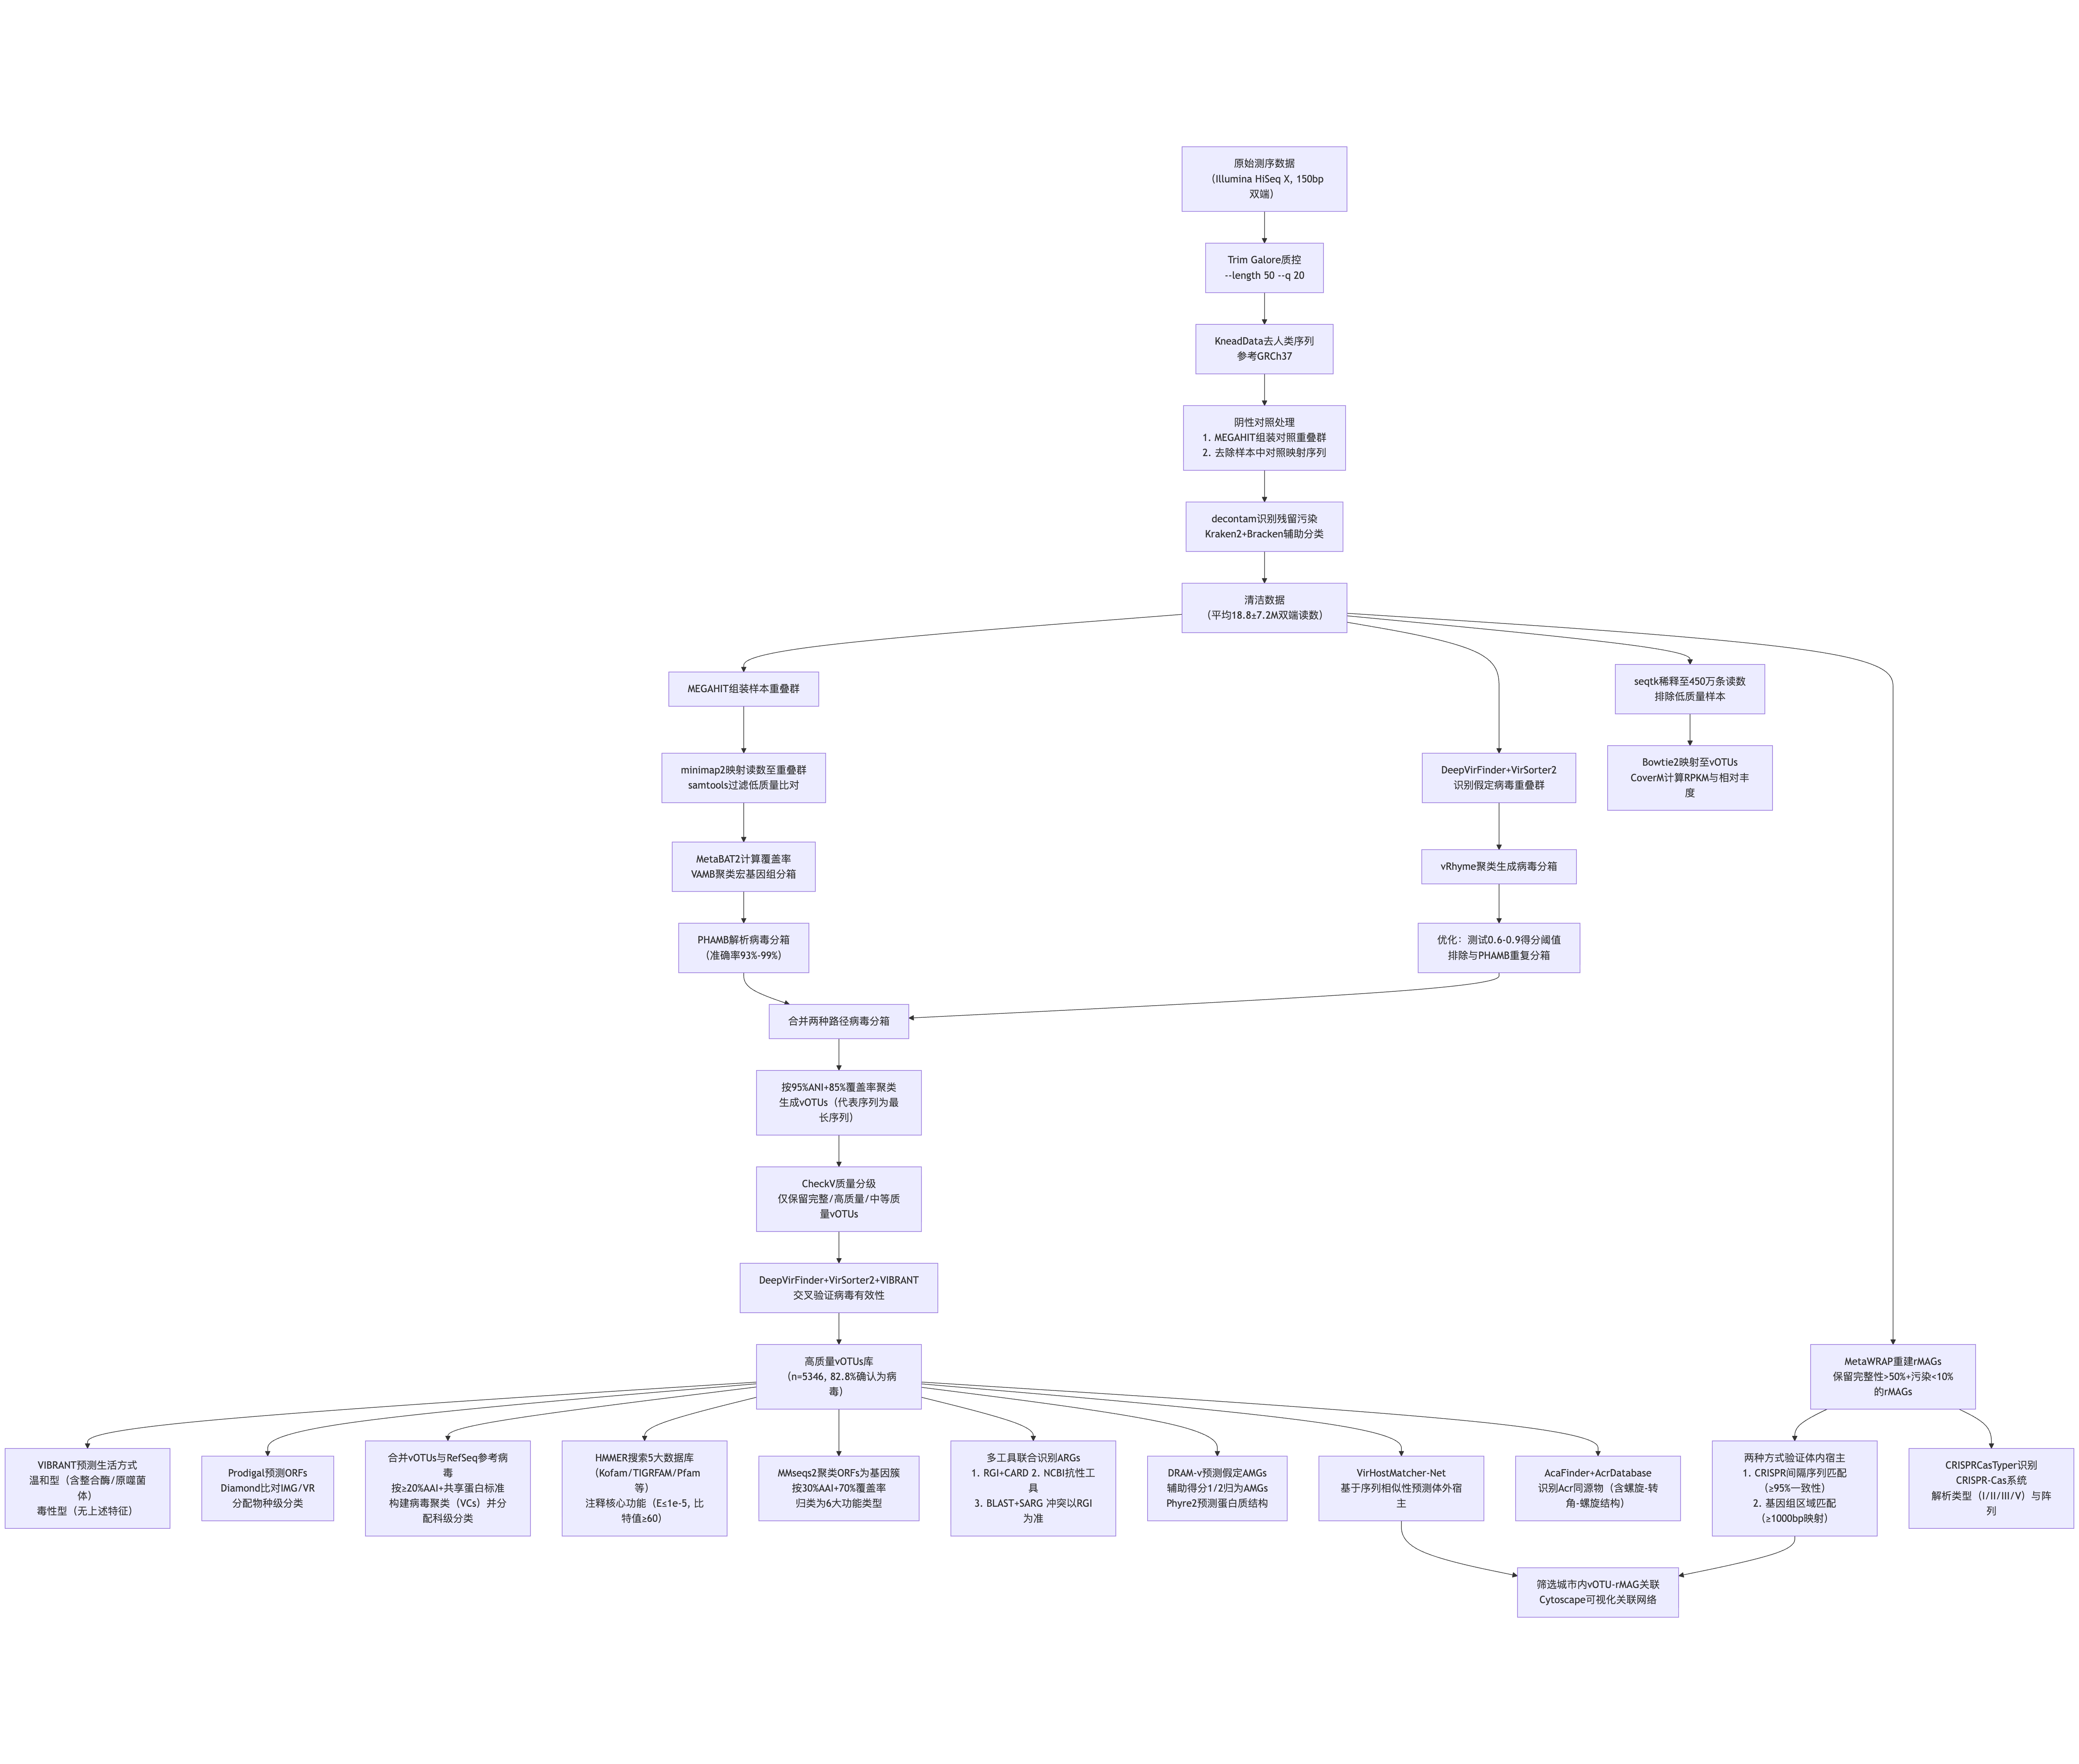 原始测序数据
（Illumina HiSeq X, 150bp
双端）
Trim Galore质控
--length 50 --q 20
KneadData去人类序列
参考GRCh37
阴性对照处理
1. MEGAHIT组装对照重叠群
2. 去除样本中对照映射序列
decontam识别残留污染
Kraken2+Bracken辅助分类
清洁数据
（平均18.8±7.2M双端读数）
MEGAHIT组装样本重叠群
minimap2映射读数至重叠群
samtools过滤低质量比对
MetaBAT2计算覆盖率
VAMB聚类宏基因组分箱
PHAMB解析病毒分箱
（准确率93%-99%）
DeepVirFinder+VirSorter2
识别假定病毒重叠群
vRhyme聚类生成病毒分箱
优化：测试0.6-0.9得分阈值
排除与PHAMB重复分箱
seqtk稀释至450万条读数
排除低质量样本
Bowtie2映射至vOTUs
CoverM计算RPKM与相对丰
度
合并两种路径病毒分箱
按95%ANI+85%覆盖率聚类
生成vOTUs（代表序列为最
长序列）
CheckV质量分级
仅保留完整/高质量/中等质
量vOTUs
DeepVirFinder+VirSorter2+VIBRANT
交叉验证病毒有效性
高质量vOTUs库
（n=5346, 82.8%确认为病
毒）
MetaWRAP重建rMAGs
保留完整性>50%+污染<10%
的rMAGs
VIBRANT预测生活方式
温和型（含整合酶/原噬菌
体）
毒性型（无上述特征）
Prodigal预测ORFs
Diamond比对IMG/VR
分配物种级分类
合并vOTUs与RefSeq参考病
毒
按≥20%AAI+共享蛋白标准
构建病毒聚类（VCs）并分
配科级分类
HMMER搜索5大数据库
（Kofam/TIGRFAM/Pfam
等）
注释核心功能（E≤1e-5, 比
特值≥60）
MMseqs2聚类ORFs为基因簇
按30%AAI+70%覆盖率
归类为6大功能类型
多工具联合识别ARGs
1. RGI+CARD 2. NCBI抗性工
具
3. BLAST+SARG 冲突以RGI
为准
DRAM-v预测假定AMGs
辅助得分1/2归为AMGs
Phyre2预测蛋白质结构
VirHostMatcher-Net
基于序列相似性预测体外宿
主
AcaFinder+AcrDatabase
识别Acr同源物（含螺旋-转
角-螺旋结构）
两种方式验证体内宿主
1. CRISPR间隔序列匹配
（≥95%一致性）
2. 基因组区域匹配
（≥1000bp映射）
CRISPRCasTyper识别
CRISPR-Cas系统
解析类型（I/II/III/V）与阵
列
筛选城市内vOTU-rMAG关联
Cytoscape可视化关联网络